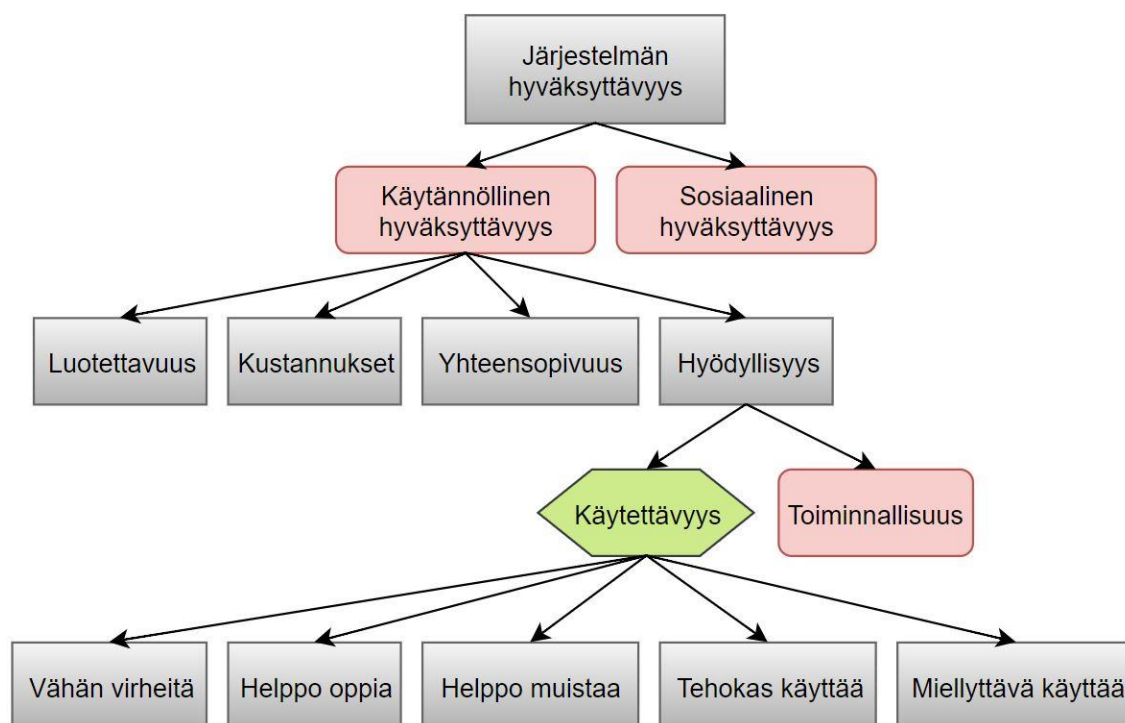 Järjestelmän
hyväksyttävyys
Käytännöllinen
hyväksyttävyys
Sosiaalinen
hyväksyttävyys
Luotettavuus
Kustannukset
Yhteensopivuus
Hyödyllisyys
Käytettävyys
Toiminnallisuus
Vähän virheitä
Helppo oppia
Helppo muistaa
Tehokas käyttää
Miellyttävä käyttää